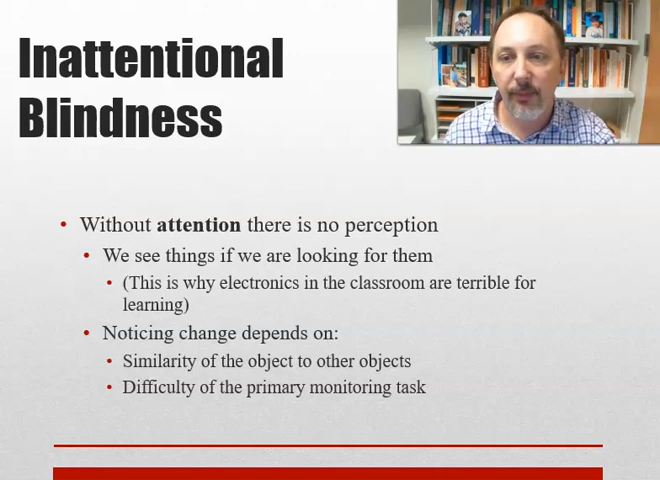 Inattentional
Blindness
• Without attention there is no perception
• We see things if we are looking for them
• (This is why electronics in the classroom are terrible for
learning)
• Noticing change depends on:
• Similarity of the object to other objects
• Difficulty of the primary monitoring task